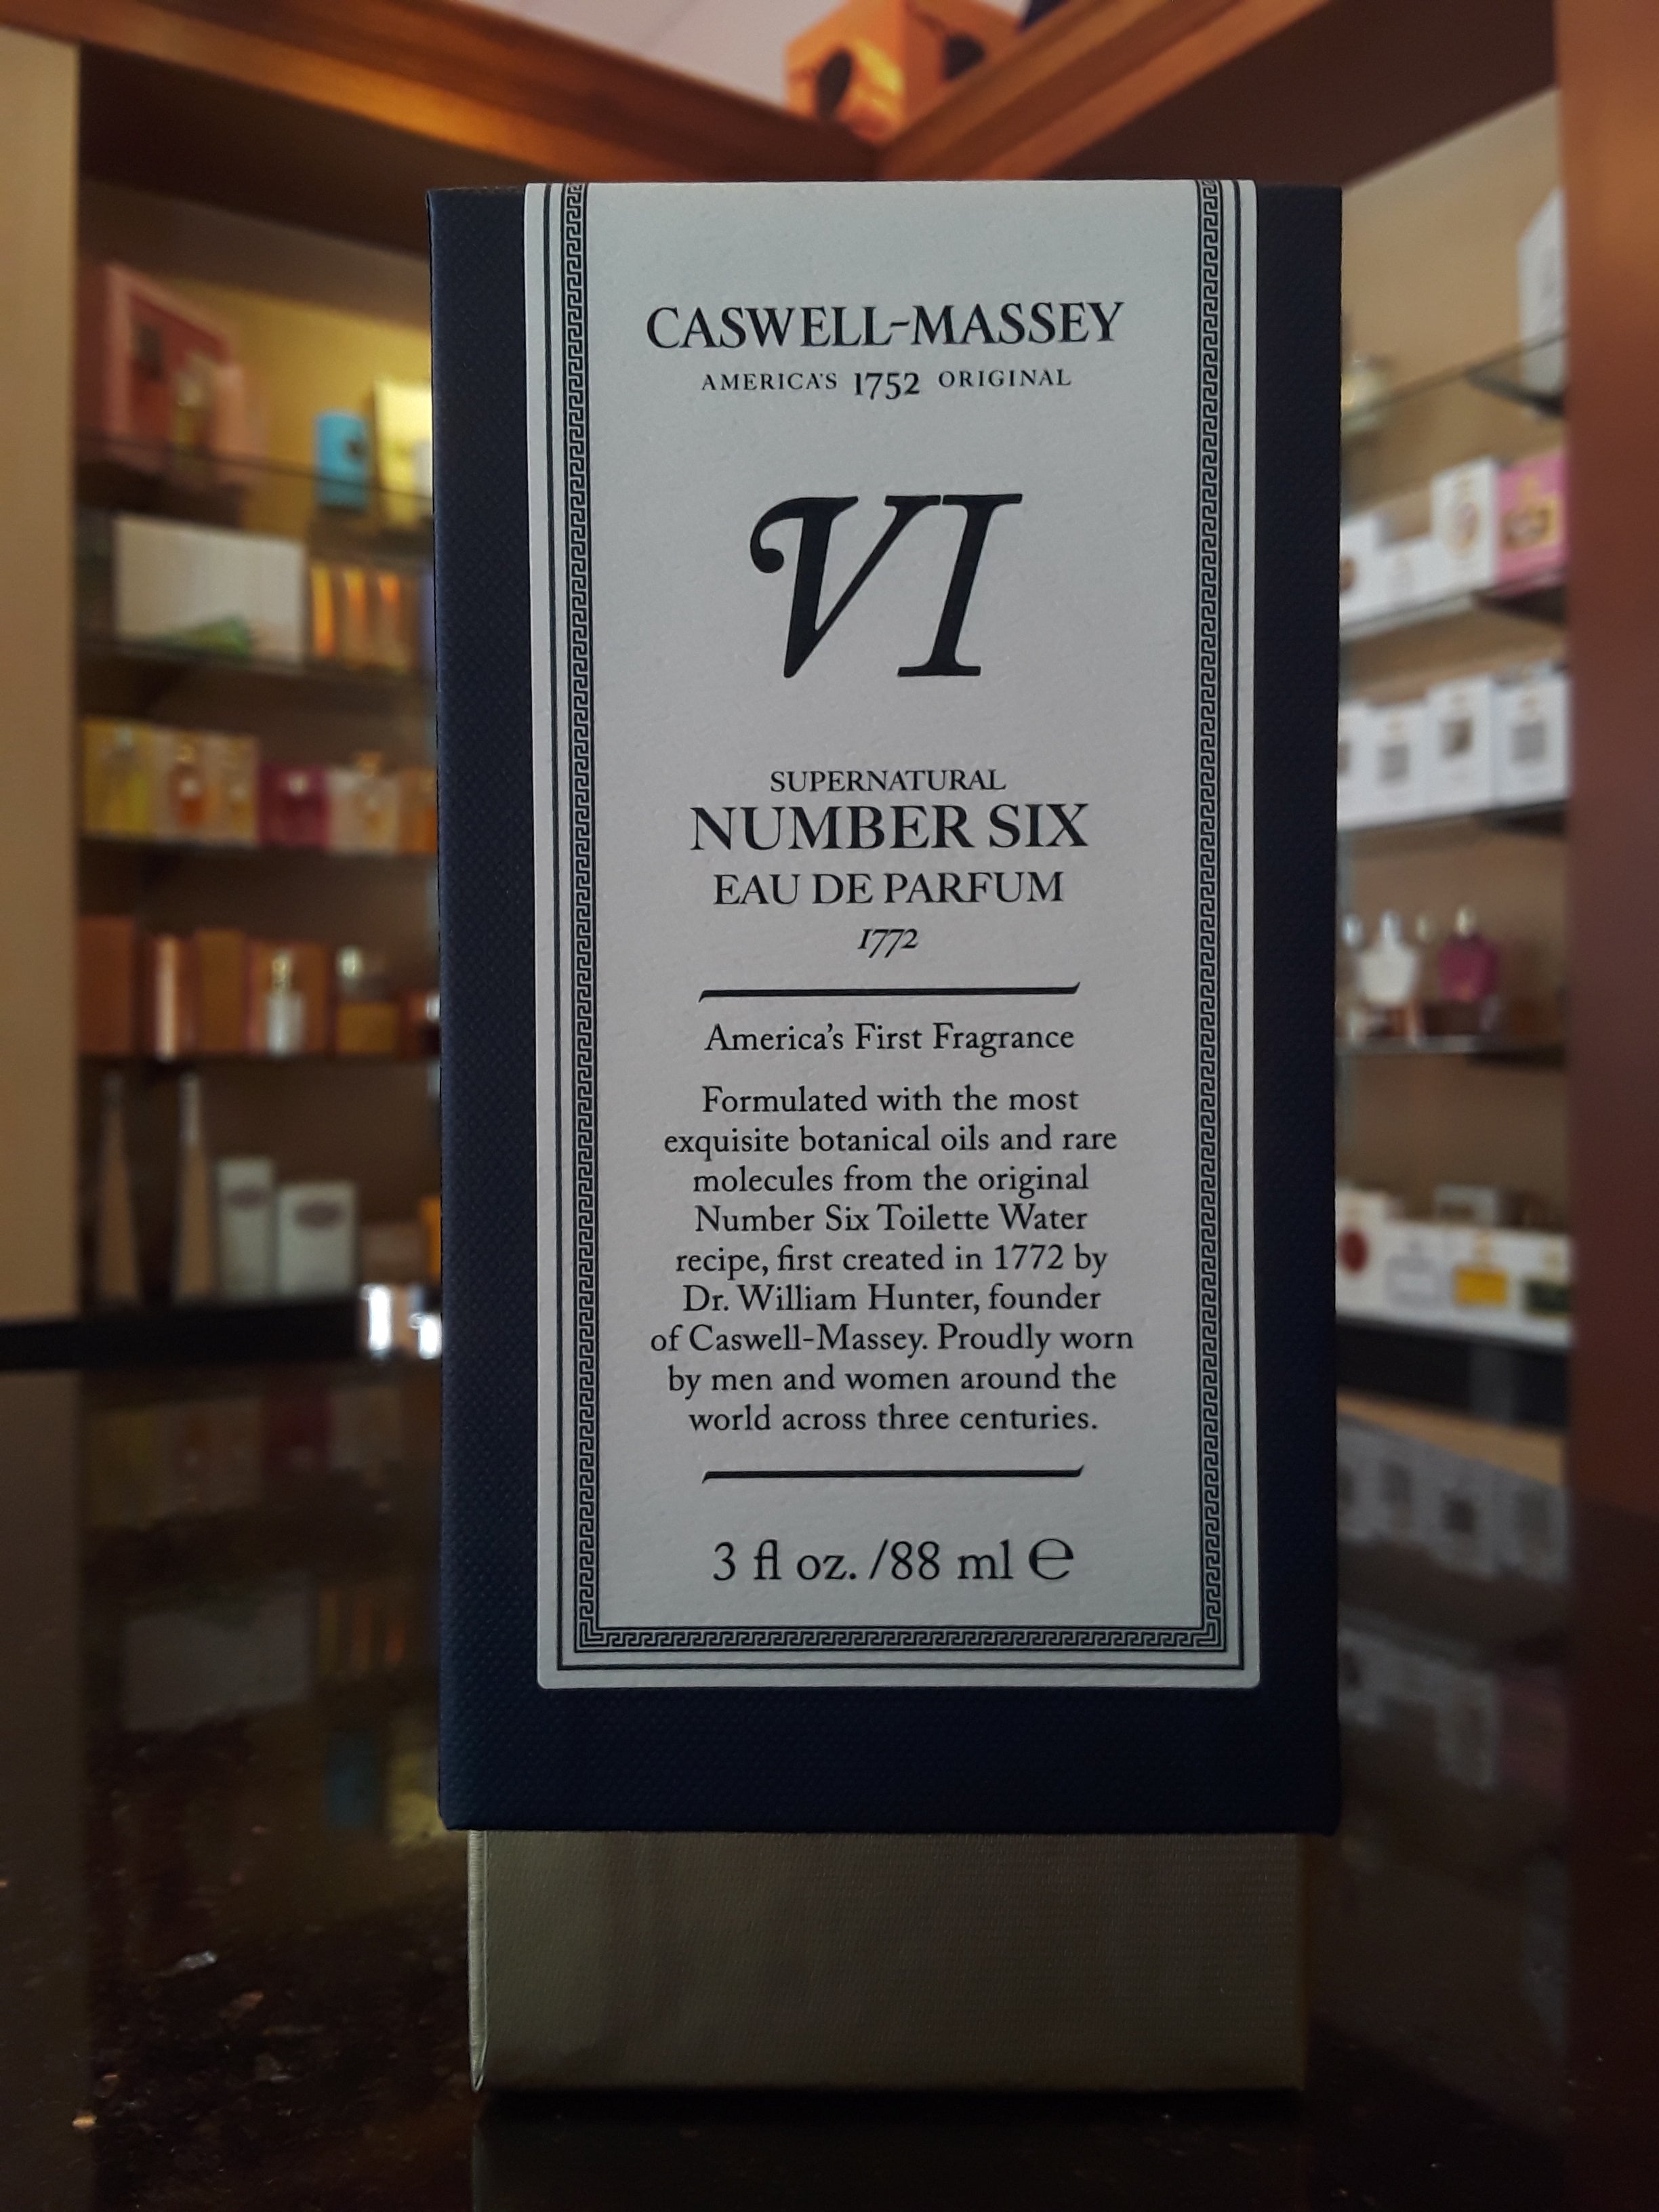 CASWELL-MASSEY
AMERICA'S 1752 ORIGINAL
VI
SUPERNATURAL
NUMBER SIX
EAU DE PARFUM
1772
America's First Fragrance
Formulated with the most
exquisite botanical oils and rare
molecules from the original
Number Six Toilette Water
recipe, first created in 1772 by
Dr. William Hunter, founder
of Caswell-Massey. Proudly worn
by men and women around the
world across three centuries.
3 fl oz. /88 ml ℮